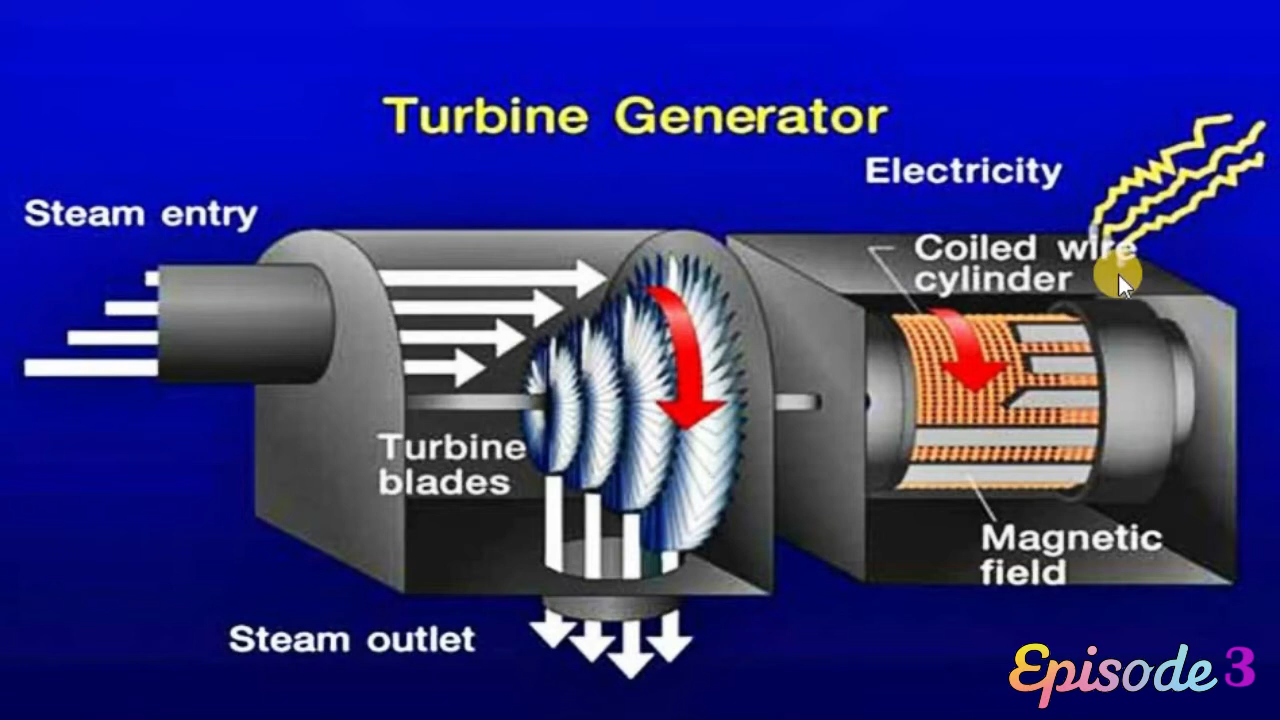 Turbine Generator
Electricity
Steam entry
Coiled wire
cylinder
Turbine
blades
Magnetic
field
Steam outlet
Episode 3